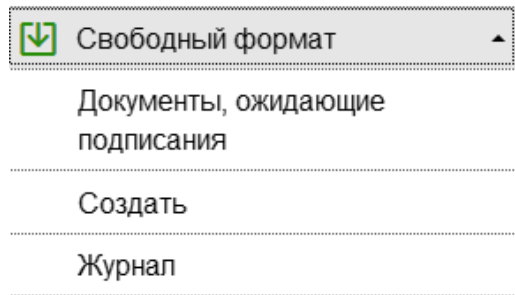 Свободный формат
Документы, ожидающие
подписания
Создать
Журнал